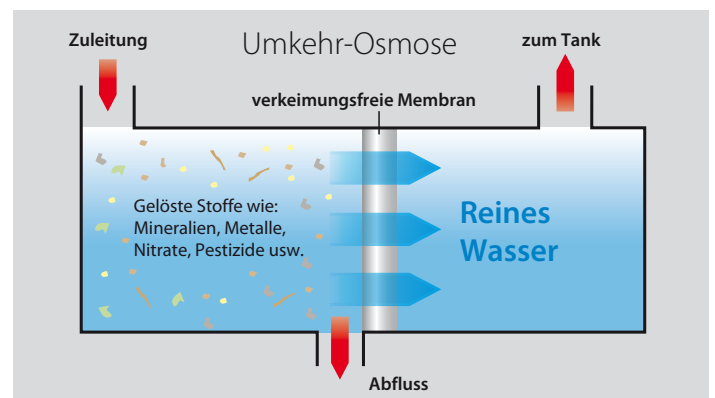 Zuleitung
Umkehr-Osmose
zum Tank
verkeimungsfreie Membran
Gelöste Stoffe wie:
Mineralien, Metalle,
Nitrate, Pestizide usw.
Reines
Wasser
Abfluss